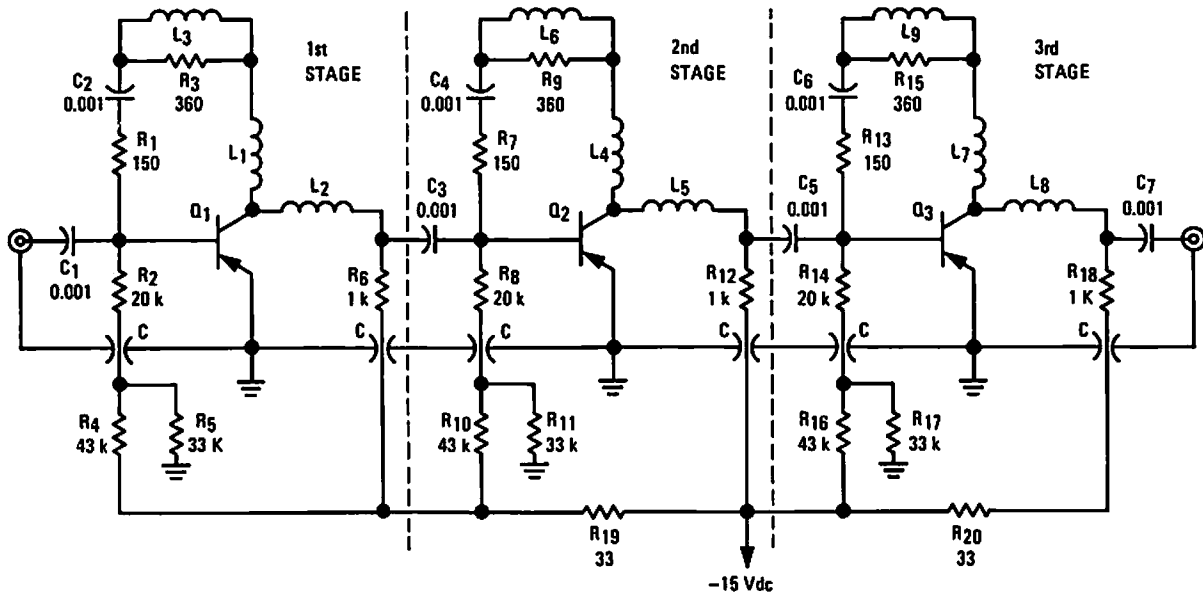 L3
R3
360
C2
0.001
R1
150
L1
1st
STAGE
L2
Q1
C1
0.001
R2
20 k
R6
1 k
C
C
R4
43 k
R5
33 K
L6
R9
360
C4
0.001
R7
150
L4
2nd
STAGE
L5
C3
0.001
Q2
R8
20 k
R12
1 k
C
C
R10
43 k
R11
33 k
R19
33
L9
R15
360
C6
0.001
R13
150
L7
3rd
STAGE
L8
C5
0.001
Q3
C7
0.001
R14
20 k
R18
1 K
C
C
R16
43 k
R17
33 k
R20
33
−15 Vdc